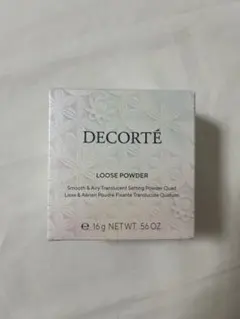 DECORTÉ
LOOSE POWDER
Smooth & Airy Translucent Setting Powder Quad
Lisse & Aérien Poudre Fixante Translucide Quatuor
℮ 16g NET WT. .56 OZ.